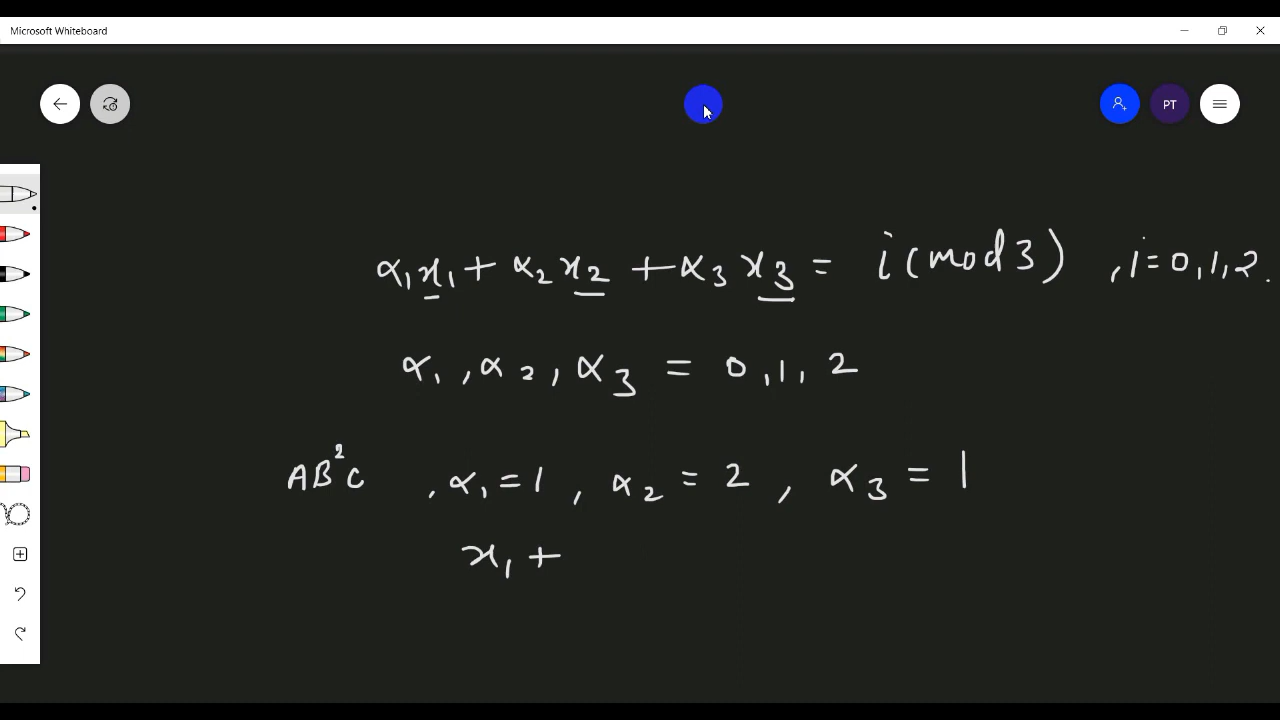 Microsoft Whiteboard
PT
α₁x₁ + α₂x₂ + α₃x₃ = i (mod 3) , i = 0, 1, 2.
α₁, α₂, α₃ = 0, 1, 2
AB²C , α₁ = 1, α₂ = 2, α₃ = 1
x₁ +